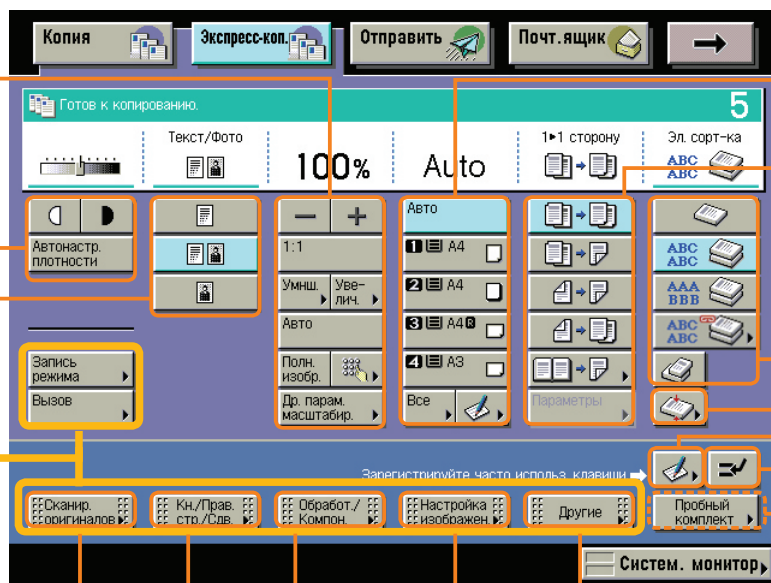 Копия
Экспресс-коп.
Отправить
Почт.ящик
Готов к копированию.
5
Текст/Фото
100%
Auto
1▸1 сторону
Эл. сорт-ка
ABC
ABC
Автонастр.
плотности
1:1
Умнш.
Уве-
лич.
Авто
Полн.
изобр.
Др. парам.
масштабир.
Авто
1 A4
2 A4
3 A4R
4 A3
Все
Параметры
ABC
ABC
AAA
BBB
ABC
ABC
Запись
режима
Вызов
Зарегистрируйте часто использ. клавиши
Сканир.
оригиналов
Кн./Прав.
стр./Сдв.
Обработ./
Компон.
Настройка
изображен.
Другие
Пробный
комплект
Систем. монитор